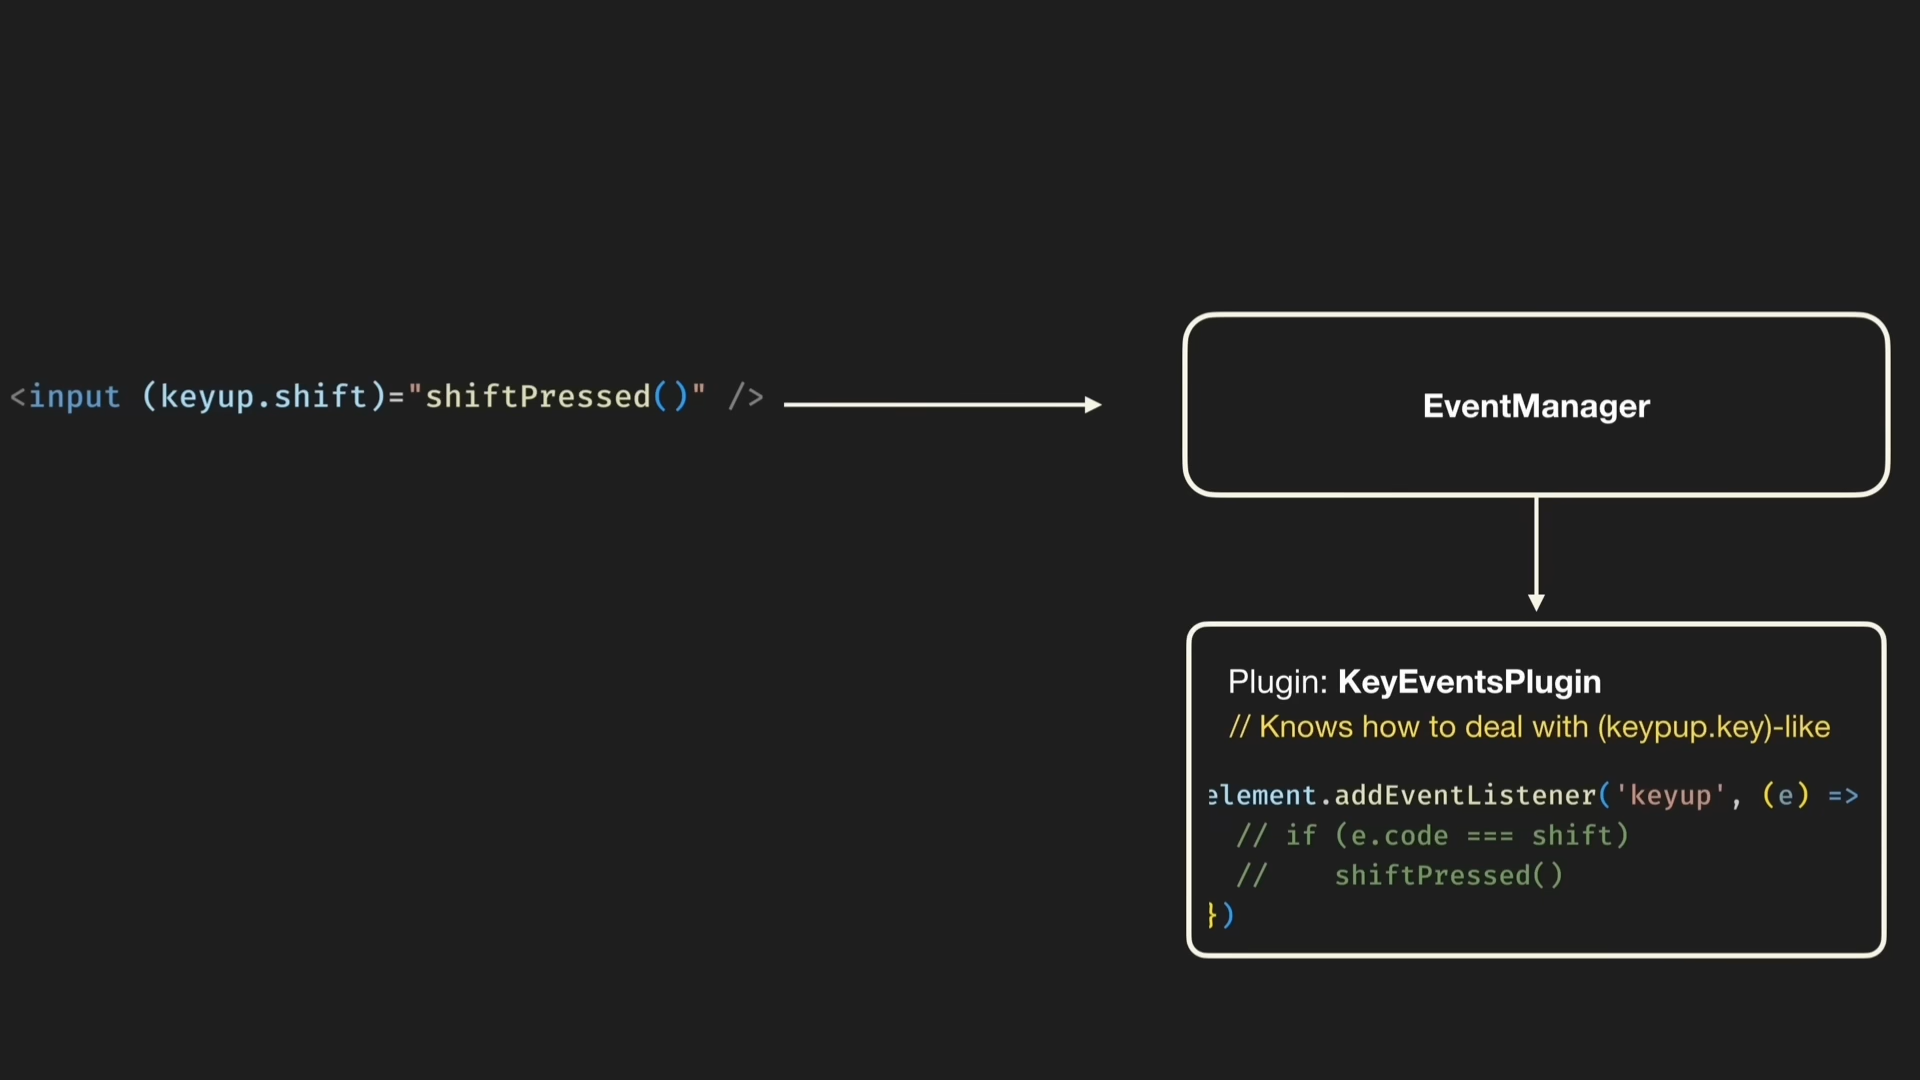 <input (keyup.shift)="shiftPressed()" />
EventManager
Plugin: KeyEventsPlugin
// Knows how to deal with (keypup.key)-like
element.addEventListener('keyup', (e) =>
// if (e.code === shift)
// shiftPressed()
})